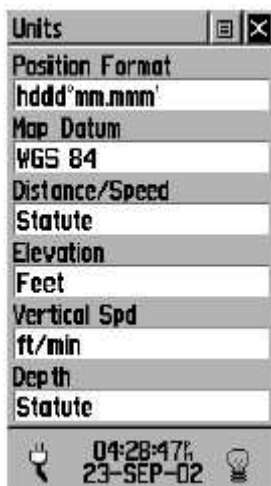 Units
Position Format
hddd°mm.mmm'
Map Datum
WGS 84
Distance/Speed
Statute
Elevation
Feet
Vertical Spd
ft/min
Depth
Statute
04:28:47
23-SEP-02